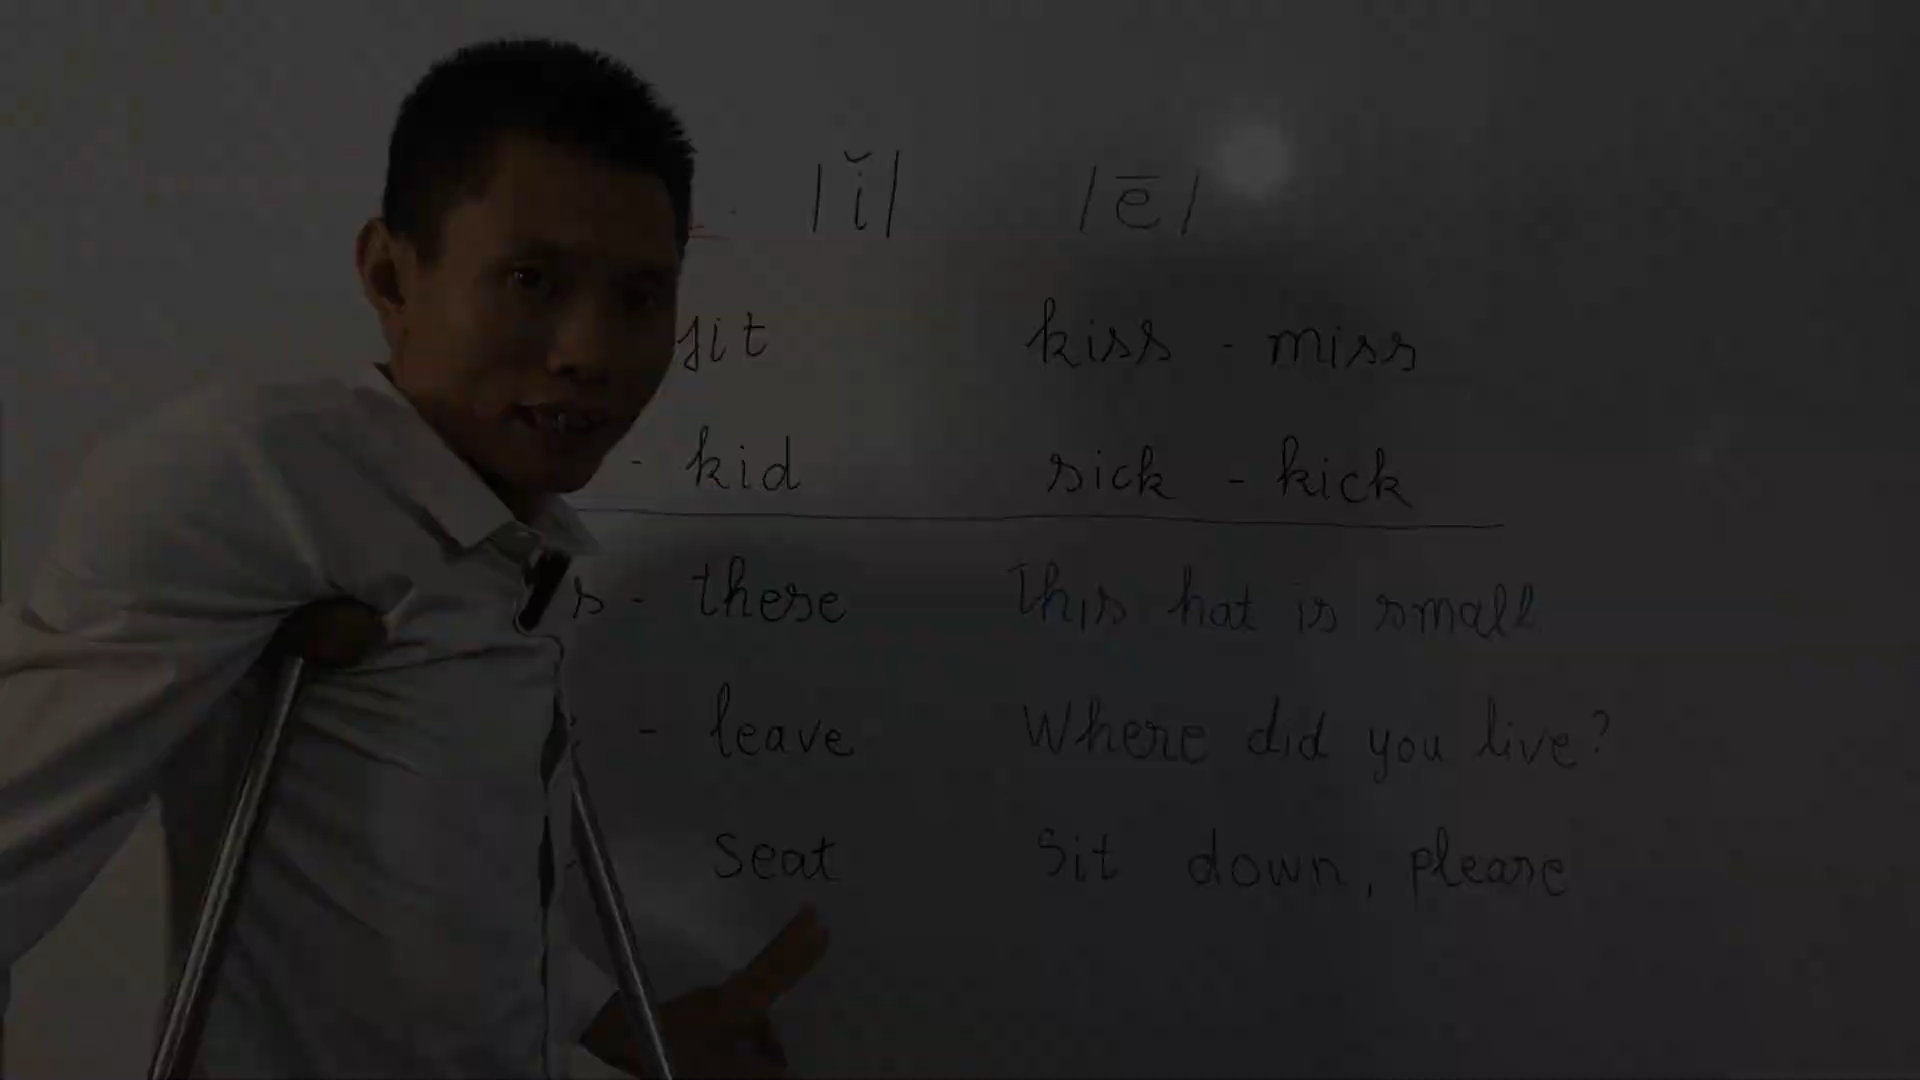 /ĭ/ /ē/
sit kiss - miss
- kid sick - kick
s - these This hat is small
- leave Where did you live?
seat Sit down, please